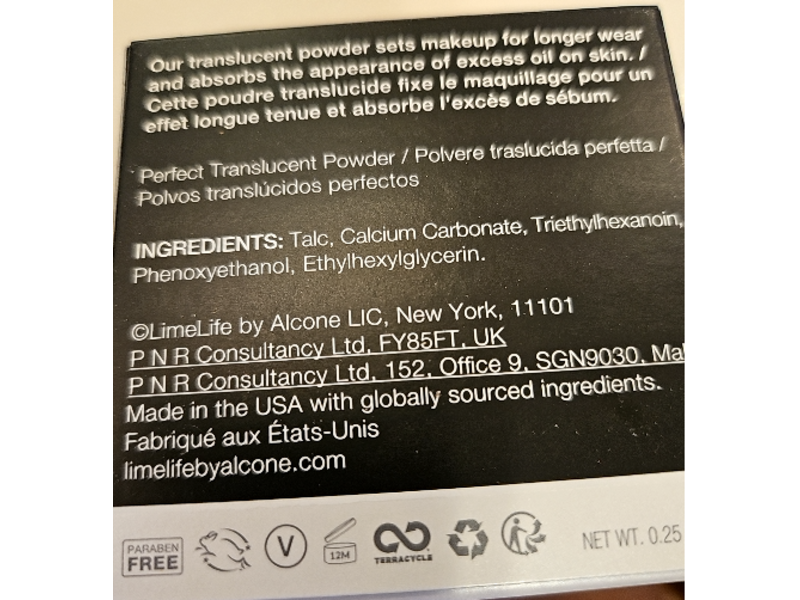 Our translucent powder sets makeup for longer wear
and absorbs the appearance of excess oil on skin. /
Cette poudre translucide fixe le maquillage pour un
effet longue tenue et absorbe l'excès de sébum.
Perfect Translucent Powder / Polvere traslucida perfetta /
Polvos translúcidos perfectos
INGREDIENTS: Talc, Calcium Carbonate, Triethylhexanoin,
Phenoxyethanol, Ethylhexylglycerin.
©LimeLife by Alcone LIC, New York, 11101
P N R Consultancy Ltd, FY85FT, UK
P N R Consultancy Ltd, 152, Office 9, SGN9030,
Made in the USA with globally sourced ingredients.
Fabriqué aux États-Unis
limelifebyalcone.com
PARABEN
FREE
V
12M
TERRACYCLE
NET WT. 0.25